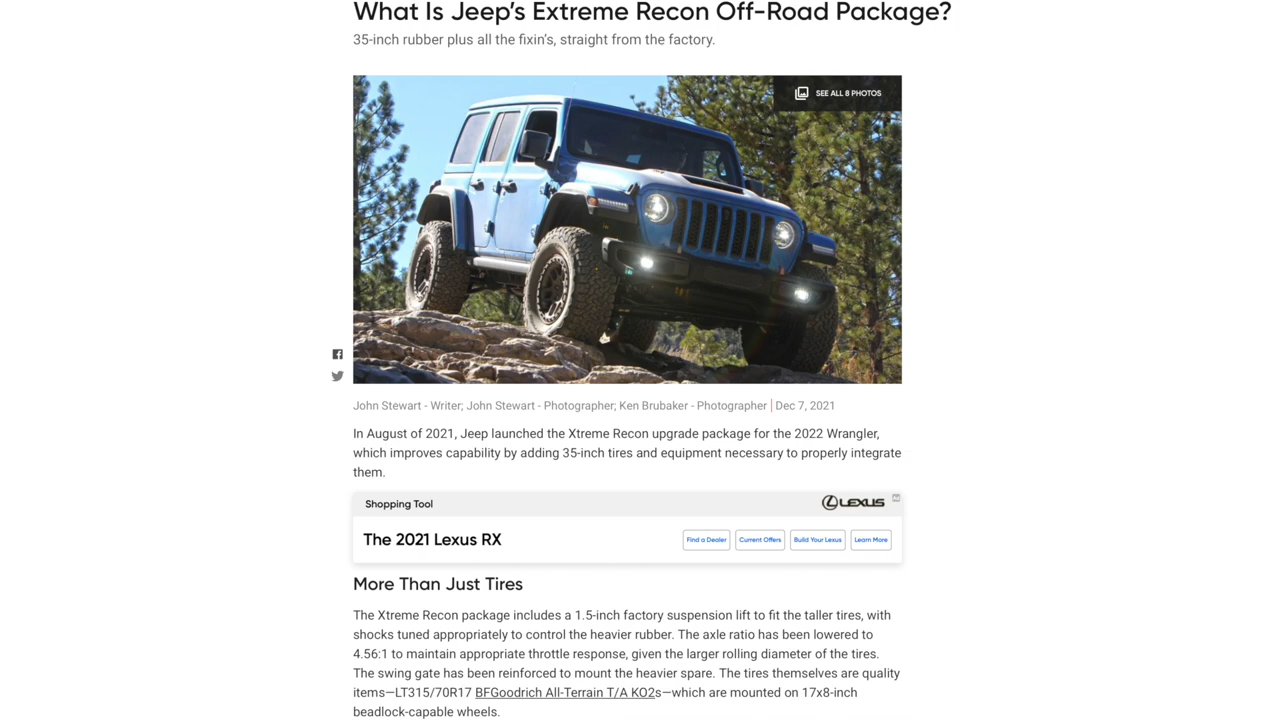 What Is Jeep's Extreme Recon Off-Road Package?
35-inch rubber plus all the fixin's, straight from the factory.
SEE ALL 8 PHOTOS
John Stewart - Writer; John Stewart - Photographer; Ken Brubaker - Photographer | Dec 7, 2021
In August of 2021, Jeep launched the Xtreme Recon upgrade package for the 2022 Wrangler,
which improves capability by adding 35-inch tires and equipment necessary to properly integrate
them.
Shopping Tool
LEXUS
The 2021 Lexus RX
Find a Dealer
Current Offers
Build Your Lexus
Learn More
More Than Just Tires
The Xtreme Recon package includes a 1.5-inch factory suspension lift to fit the taller tires, with
shocks tuned appropriately to control the heavier rubber. The axle ratio has been lowered to
4.56:1 to maintain appropriate throttle response, given the larger rolling diameter of the tires.
The swing gate has been reinforced to mount the heavier spare. The tires themselves are quality
items—LT315/70R17 BFGoodrich All-Terrain T/A KO2s—which are mounted on 17x8-inch
beadlock-capable wheels.